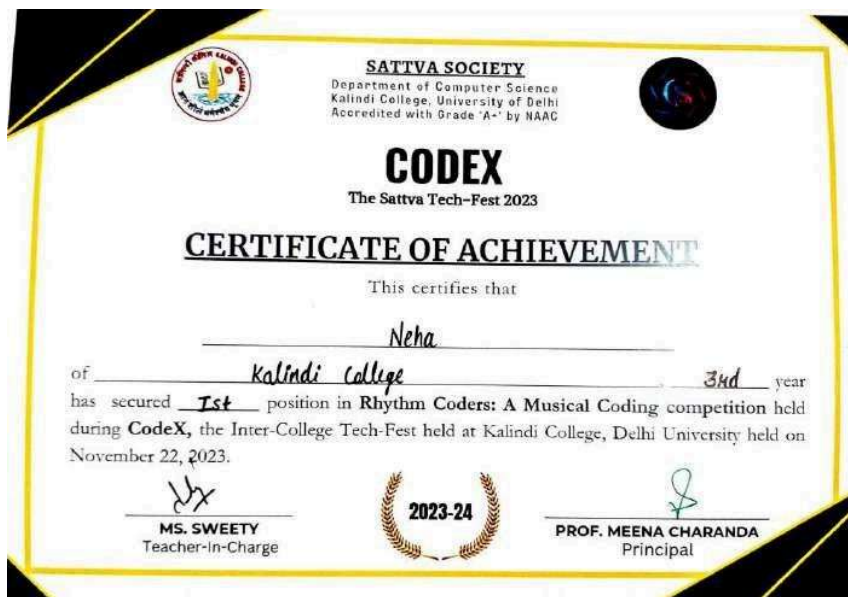 SATTVA SOCIETY
Department of Computer Science
Kalindi College, University of Delhi
Accredited with Grade 'A+' by NAAC
CODEX
The Sattva Tech-Fest 2023
CERTIFICATE OF ACHIEVEMENT
This certifies that
Neha
of Kalindi College 3rd year
has secured Ist position in Rhythm Coders: A Musical Coding competition held
during CodeX, the Inter-College Tech-Fest held at Kalindi College, Delhi University held on
November 22, 2023.
2023-24
MS. SWEETY
Teacher-In-Charge
PROF. MEENA CHARANDA
Principal